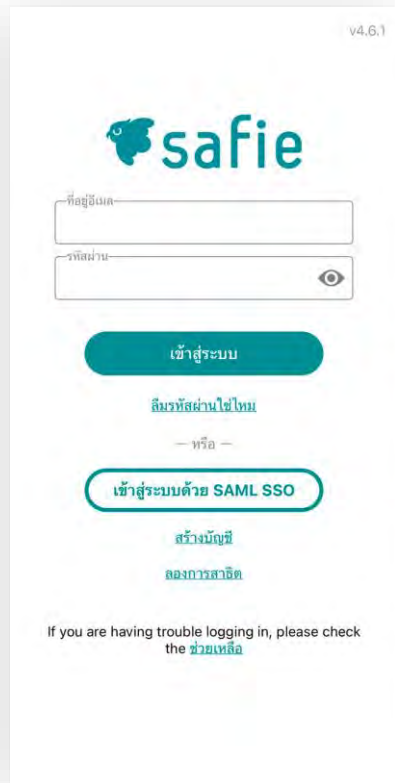 v4.6.1
safie
ที่อยู่อีเมล
รหัสผ่าน
เข้าสู่ระบบ
ลืมรหัสผ่านใช่ไหม
— หรือ —
เข้าสู่ระบบด้วย SAML SSO
สร้างบัญชี
ลองการสาธิต
If you are having trouble logging in, please check
the ช่วยเหลือ